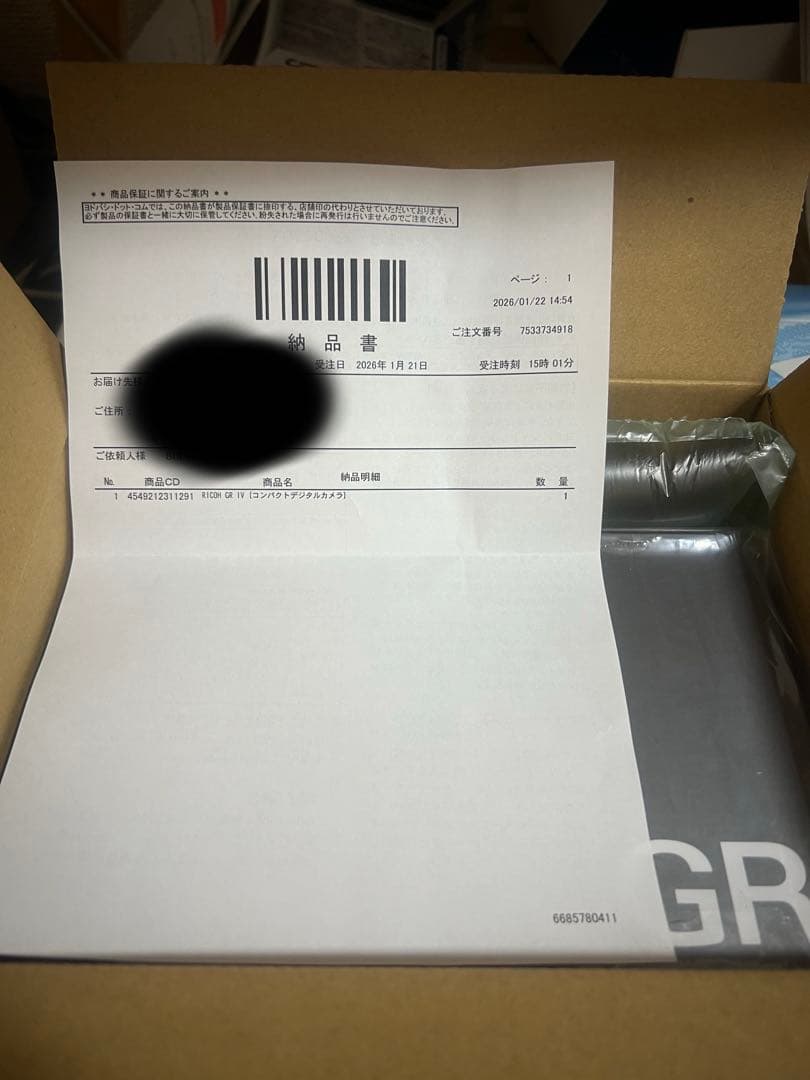 ** 商品保証に関するご案内 **
ヨドバシ・ドット・コムでは、この納品書が製品保証書に捺印する、店舗印の代わりとさせていただいております。
必ず製品の保証書と一緒に大切に保管してください。紛失された場合に再発行は行いませんのでご注意ください。
ページ： 1
2026/01/22 14:54
ご注文番号 7533734918
納品書
受注日 2026年 1月 21日 受注時刻 15時 01分
お届け先
ご住所：
ご依頼人様
納品明細
No. 商品CD 商品名 数量
1 4549212311291 RICOH GR IV [コンパクトデジタルカメラ] 1
6685780411
GR